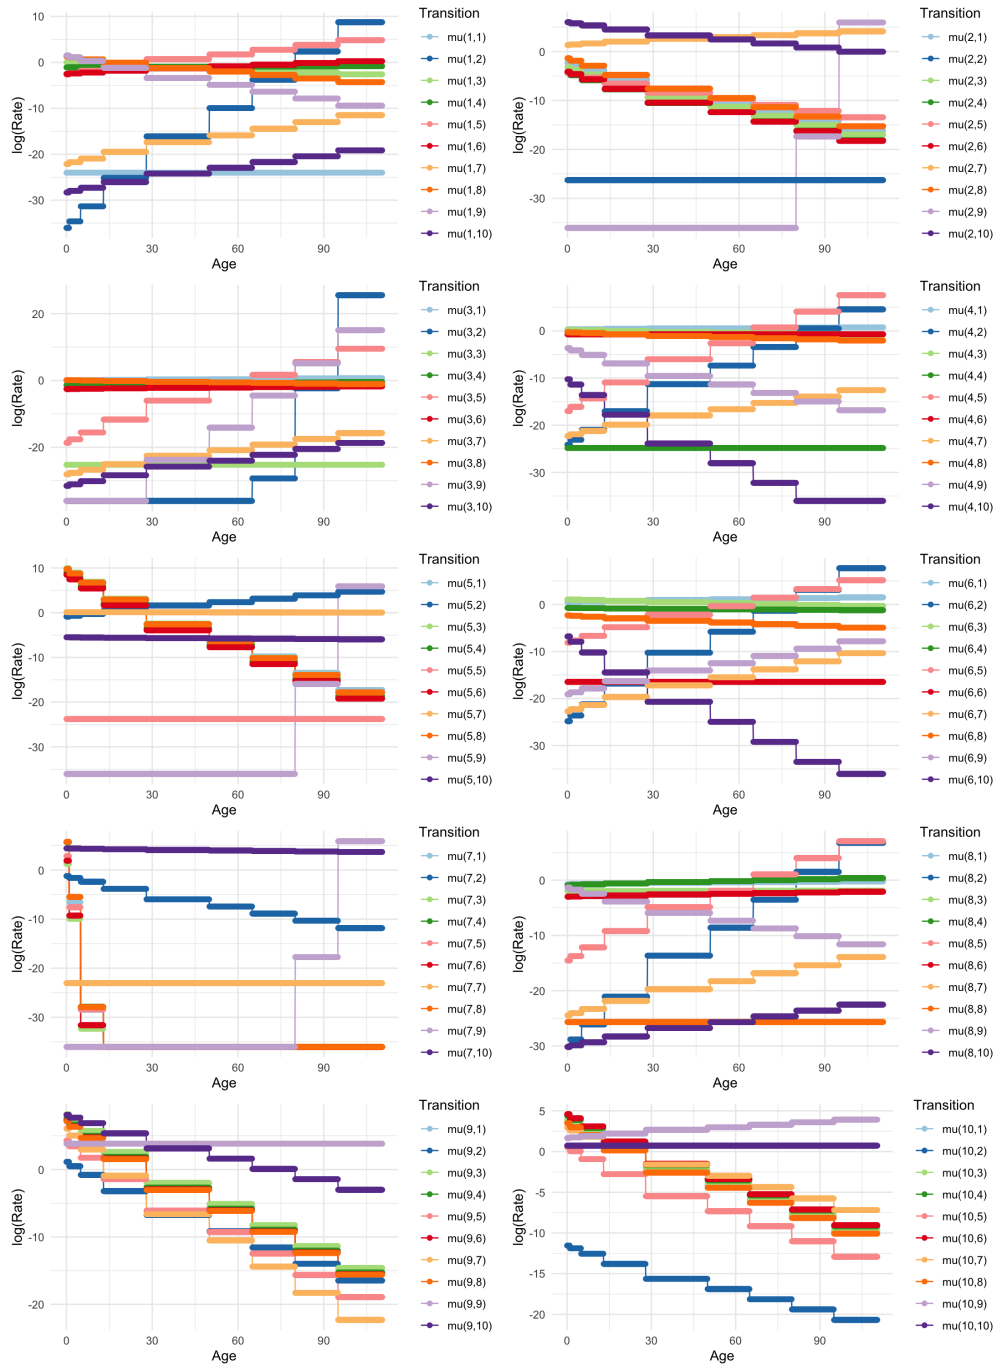 Transition
10
0
-10
-20
-30
log(Rate)
0
30
60
90
Age
mu(1,1)
mu(1,2)
mu(1,3)
mu(1,4)
mu(1,5)
mu(1,6)
mu(1,7)
mu(1,8)
mu(1,9)
mu(1,10)
Transition
0
-10
-20
-30
log(Rate)
0
30
60
90
Age
mu(2,1)
mu(2,2)
mu(2,3)
mu(2,4)
mu(2,5)
mu(2,6)
mu(2,7)
mu(2,8)
mu(2,9)
mu(2,10)
Transition
20
0
-20
log(Rate)
0
30
60
90
Age
mu(3,1)
mu(3,2)
mu(3,3)
mu(3,4)
mu(3,5)
mu(3,6)
mu(3,7)
mu(3,8)
mu(3,9)
mu(3,10)
Transition
0
-10
-20
-30
log(Rate)
0
30
60
90
Age
mu(4,1)
mu(4,2)
mu(4,3)
mu(4,4)
mu(4,5)
mu(4,6)
mu(4,7)
mu(4,8)
mu(4,9)
mu(4,10)
Transition
10
0
-10
-20
-30
log(Rate)
0
30
60
90
Age
mu(5,1)
mu(5,2)
mu(5,3)
mu(5,4)
mu(5,5)
mu(5,6)
mu(5,7)
mu(5,8)
mu(5,9)
mu(5,10)
Transition
0
-10
-20
-30
log(Rate)
0
30
60
90
Age
mu(6,1)
mu(6,2)
mu(6,3)
mu(6,4)
mu(6,5)
mu(6,6)
mu(6,7)
mu(6,8)
mu(6,9)
mu(6,10)
Transition
0
-10
-20
-30
log(Rate)
0
30
60
90
Age
mu(7,1)
mu(7,2)
mu(7,3)
mu(7,4)
mu(7,5)
mu(7,6)
mu(7,7)
mu(7,8)
mu(7,9)
mu(7,10)
Transition
0
-10
-20
-30
log(Rate)
0
30
60
90
Age
mu(8,1)
mu(8,2)
mu(8,3)
mu(8,4)
mu(8,5)
mu(8,6)
mu(8,7)
mu(8,8)
mu(8,9)
mu(8,10)
Transition
0
-10
-20
log(Rate)
0
30
60
90
Age
mu(9,1)
mu(9,2)
mu(9,3)
mu(9,4)
mu(9,5)
mu(9,6)
mu(9,7)
mu(9,8)
mu(9,9)
mu(9,10)
Transition
5
0
-5
-10
-15
-20
log(Rate)
0
30
60
90
Age
mu(10,1)
mu(10,2)
mu(10,3)
mu(10,4)
mu(10,5)
mu(10,6)
mu(10,7)
mu(10,8)
mu(10,9)
mu(10,10)